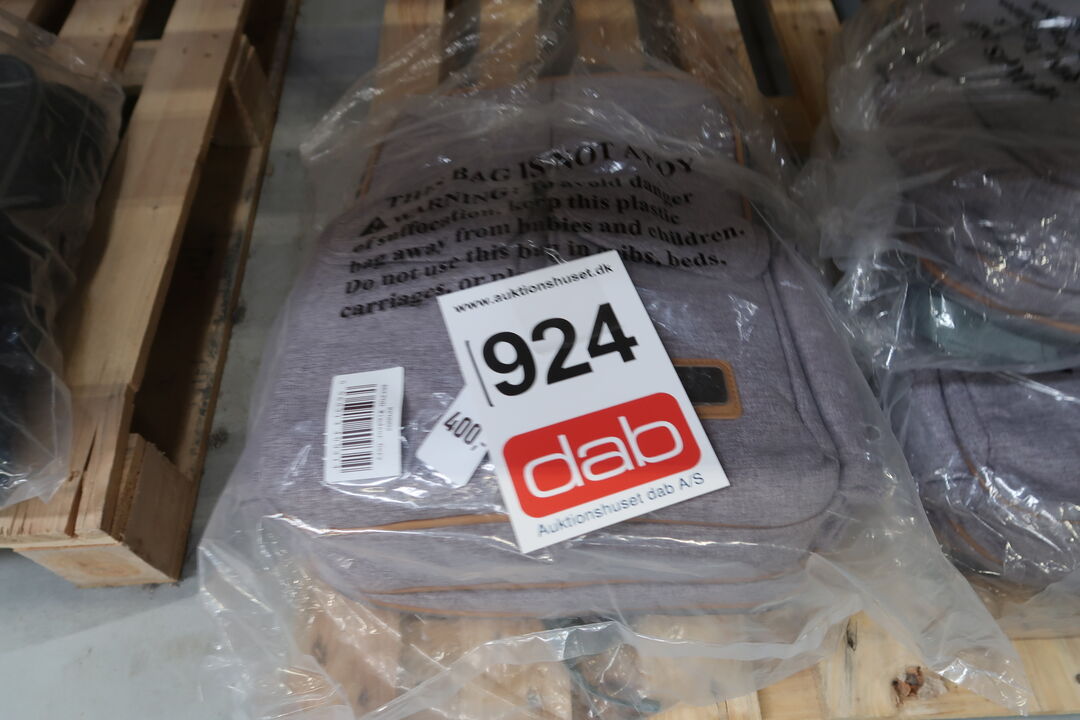 THIS BAG IS NOT A TOY
WARNING: To avoid danger
of suffocation, keep this plastic
bag away from babies and children.
Do not use this bag in cribs, beds,
carriages, or
www.auktionshuset.dk
924
400,-
dab
Auktionshuset dab A/S